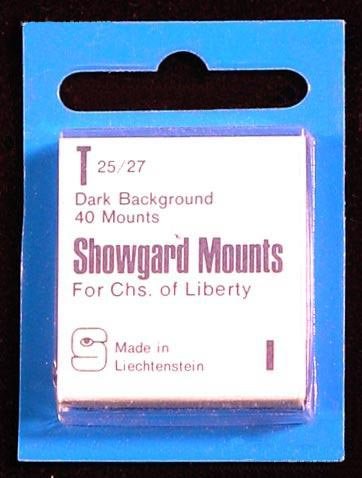 T 25/27
Dark Background
40 Mounts
Showgard Mounts
For Chs. of Liberty
S Made in
Liechtenstein
I